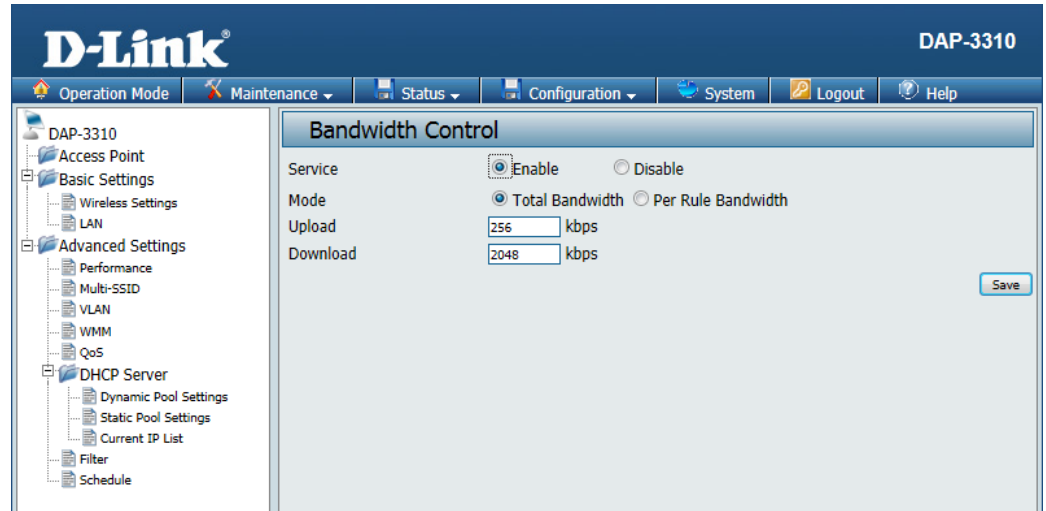 D-Link®
DAP-3310
Operation Mode
Maintenance
Status
Configuration
System
Logout
Help
DAP-3310
Access Point
Basic Settings
Wireless Settings
LAN
Advanced Settings
Performance
Multi-SSID
VLAN
WMM
QoS
DHCP Server
Dynamic Pool Settings
Static Pool Settings
Current IP List
Filter
Schedule
Bandwidth Control
Service Enable Disable
Mode Total Bandwidth Per Rule Bandwidth
Upload 256 kbps
Download 2048 kbps
Save